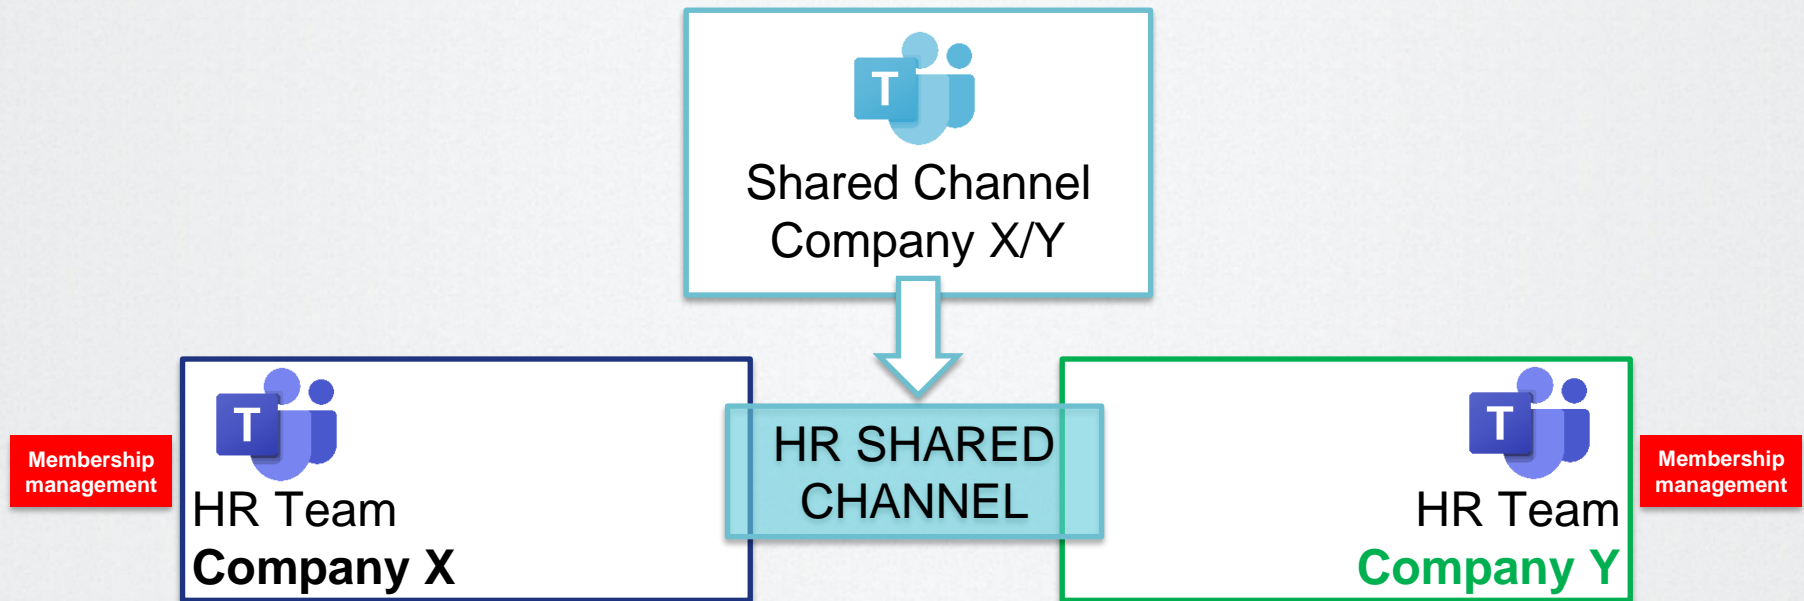 T
Shared Channel
Company X/Y
T
T
HR SHARED
CHANNEL
Membership
management
HR Team
Company X
HR Team
Company Y
Membership
management